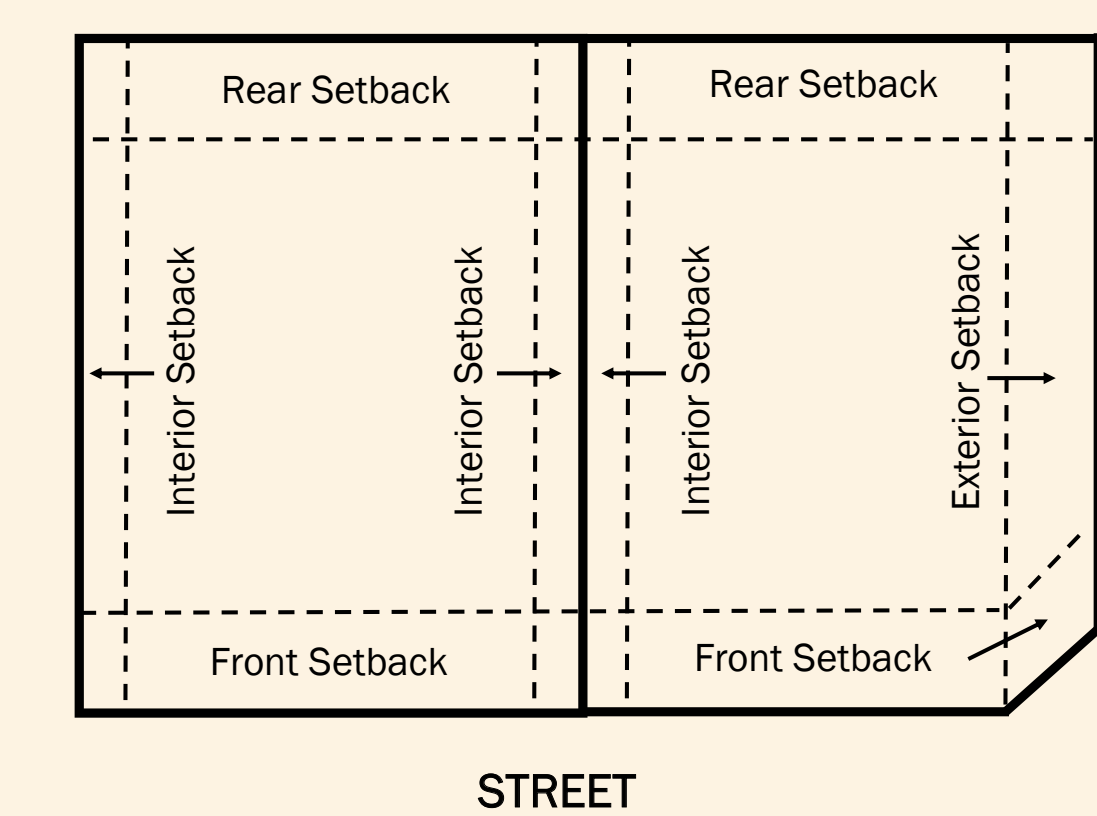 Rear Setback
Rear Setback
Interior Setback
Interior Setback
Interior Setback
Exterior Setback
Front Setback
Front Setback
STREET